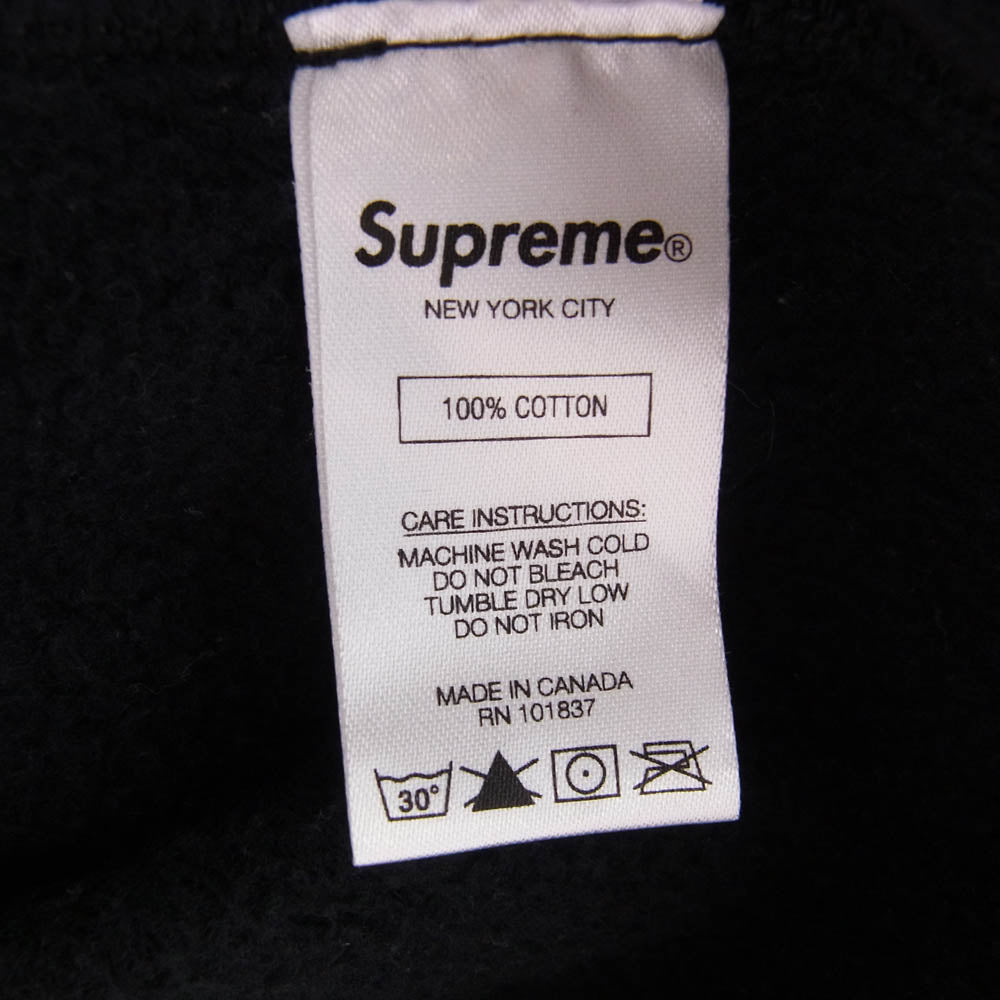 Supreme®
NEW YORK CITY
100% COTTON
CARE INSTRUCTIONS:
MACHINE WASH COLD
DO NOT BLEACH
TUMBLE DRY LOW
DO NOT IRON
MADE IN CANADA
RN 101837
30°